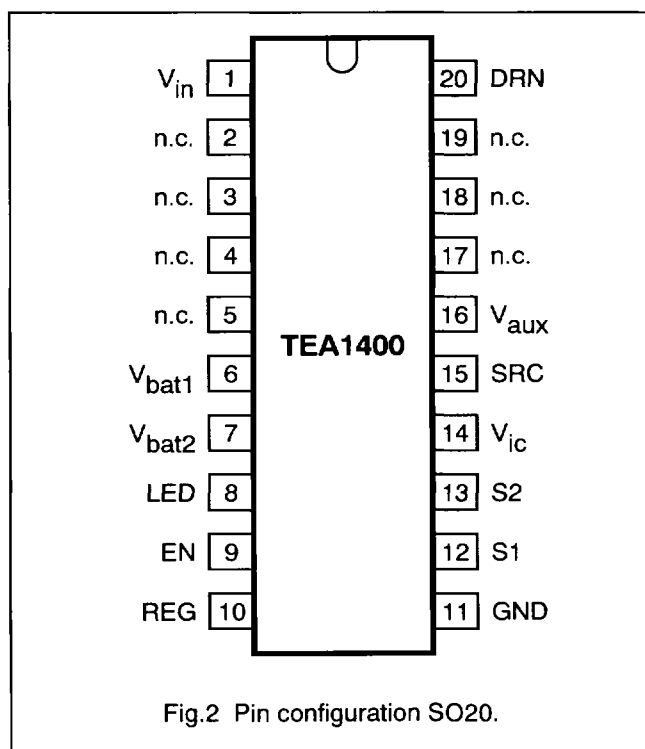 V_in 1 20 DRN
n.c. 2 19 n.c.
n.c. 3 18 n.c.
n.c. 4 17 n.c.
n.c. 5 16 V_aux
TEA1400
V_bat1 6 15 SRC
V_bat2 7 14 V_ic
LED 8 13 S2
EN 9 12 S1
REG 10 11 GND
Fig.2 Pin configuration SO20.